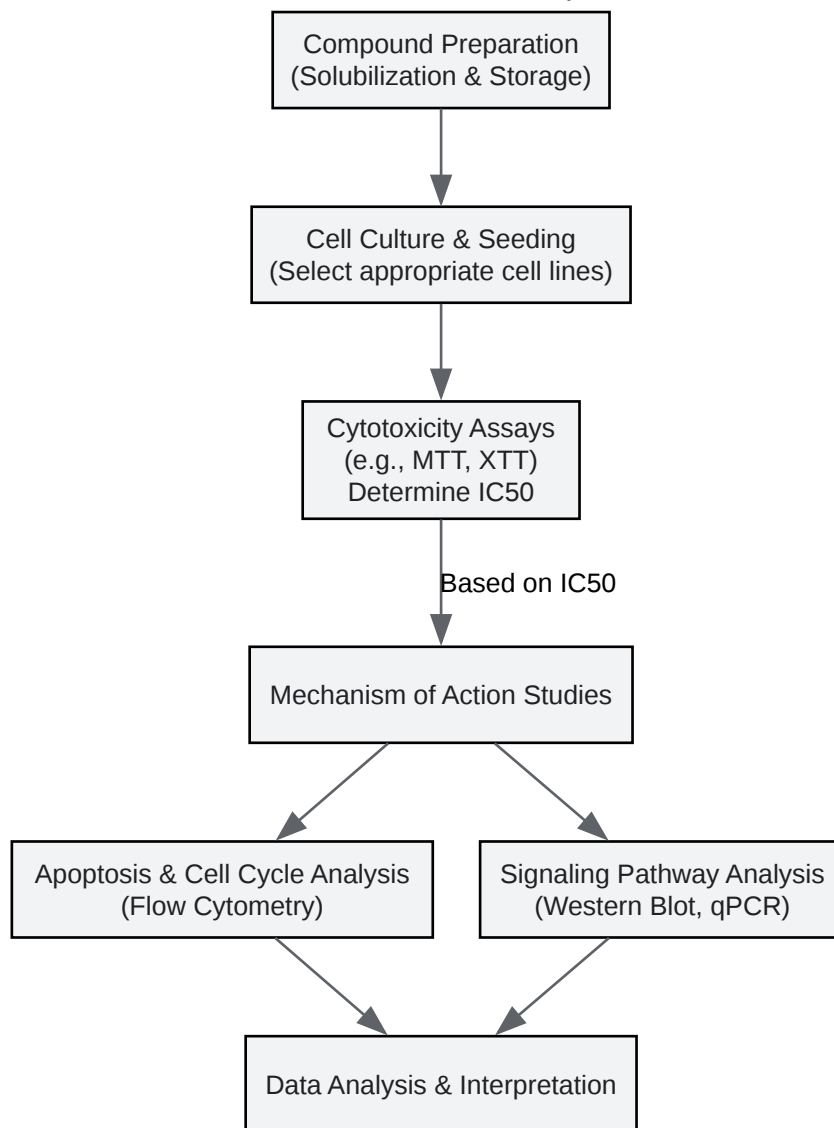 Compound Preparation
(Solubilization & Storage)
Cell Culture & Seeding
(Select appropriate cell lines)
Cytotoxicity Assays
(e.g., MTT, XTT)
Determine IC50
Based on IC50
Mechanism of Action Studies
Apoptosis & Cell Cycle Analysis
(Flow Cytometry)
Signaling Pathway Analysis
(Western Blot, qPCR)
Data Analysis & Interpretation